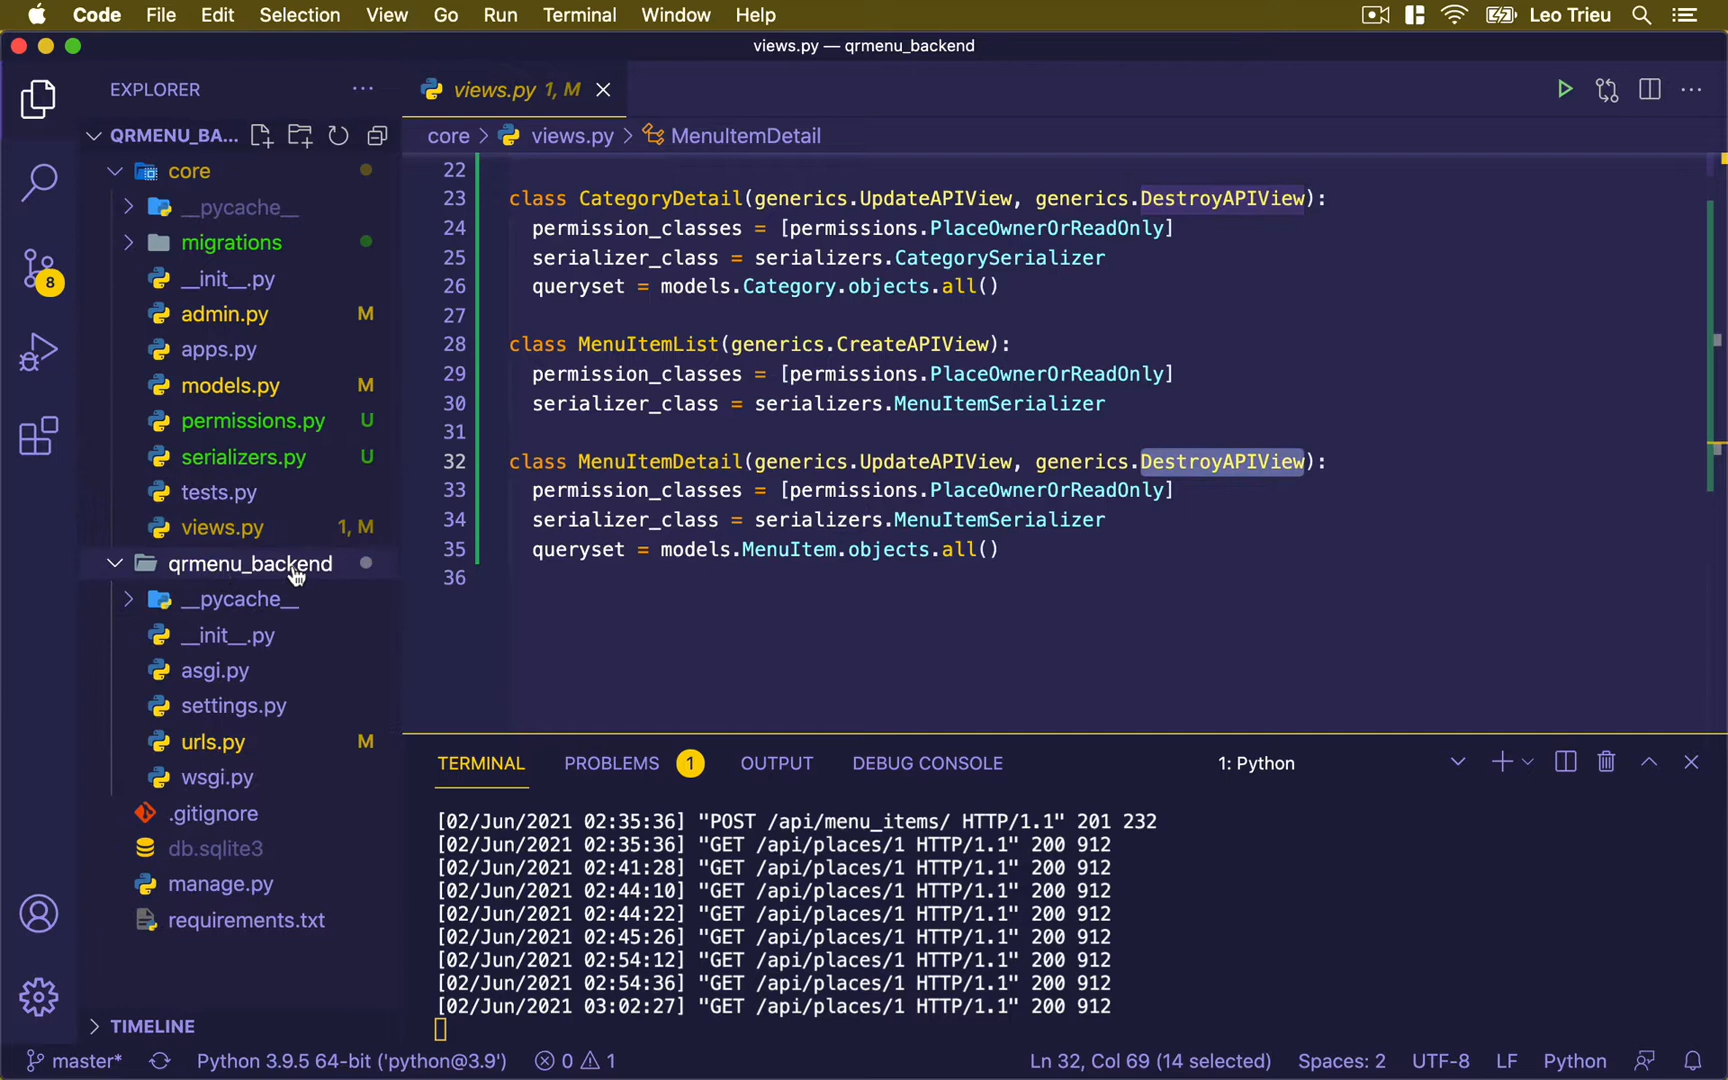 Code File Edit Selection View Go Run Terminal Window Help Leo Trieu
views.py — qrmenu_backend
EXPLORER
views.py 1, M
QRMENU_BA...
core > views.py > MenuItemDetail
core
__pycache__
migrations
__init__.py
admin.py M
apps.py
models.py M
permissions.py U
serializers.py U
tests.py
views.py 1, M
qrmenu_backend
__pycache__
__init__.py
asgi.py
settings.py
urls.py M
wsgi.py
.gitignore
db.sqlite3
manage.py
requirements.txt
TIMELINE
8
22
23 class CategoryDetail(generics.UpdateAPIView, generics.DestroyAPIView):
24 permission_classes = [permissions.PlaceOwnerOrReadOnly]
25 serializer_class = serializers.CategorySerializer
26 queryset = models.Category.objects.all()
27
28 class MenuItemList(generics.CreateAPIView):
29 permission_classes = [permissions.PlaceOwnerOrReadOnly]
30 serializer_class = serializers.MenuItemSerializer
31
32 class MenuItemDetail(generics.UpdateAPIView, generics.DestroyAPIView):
33 permission_classes = [permissions.PlaceOwnerOrReadOnly]
34 serializer_class = serializers.MenuItemSerializer
35 queryset = models.MenuItem.objects.all()
36
TERMINAL PROBLEMS 1 OUTPUT DEBUG CONSOLE 1: Python
[02/Jun/2021 02:35:36] "POST /api/menu_items/ HTTP/1.1" 201 232
[02/Jun/2021 02:35:36] "GET /api/places/1 HTTP/1.1" 200 912
[02/Jun/2021 02:41:28] "GET /api/places/1 HTTP/1.1" 200 912
[02/Jun/2021 02:44:10] "GET /api/places/1 HTTP/1.1" 200 912
[02/Jun/2021 02:44:22] "GET /api/places/1 HTTP/1.1" 200 912
[02/Jun/2021 02:45:26] "GET /api/places/1 HTTP/1.1" 200 912
[02/Jun/2021 02:54:12] "GET /api/places/1 HTTP/1.1" 200 912
[02/Jun/2021 02:54:36] "GET /api/places/1 HTTP/1.1" 200 912
[02/Jun/2021 03:02:27] "GET /api/places/1 HTTP/1.1" 200 912
master* Python 3.9.5 64-bit ('python@3.9') 0 1 Ln 32, Col 69 (14 selected) Spaces: 2 UTF-8 LF Python